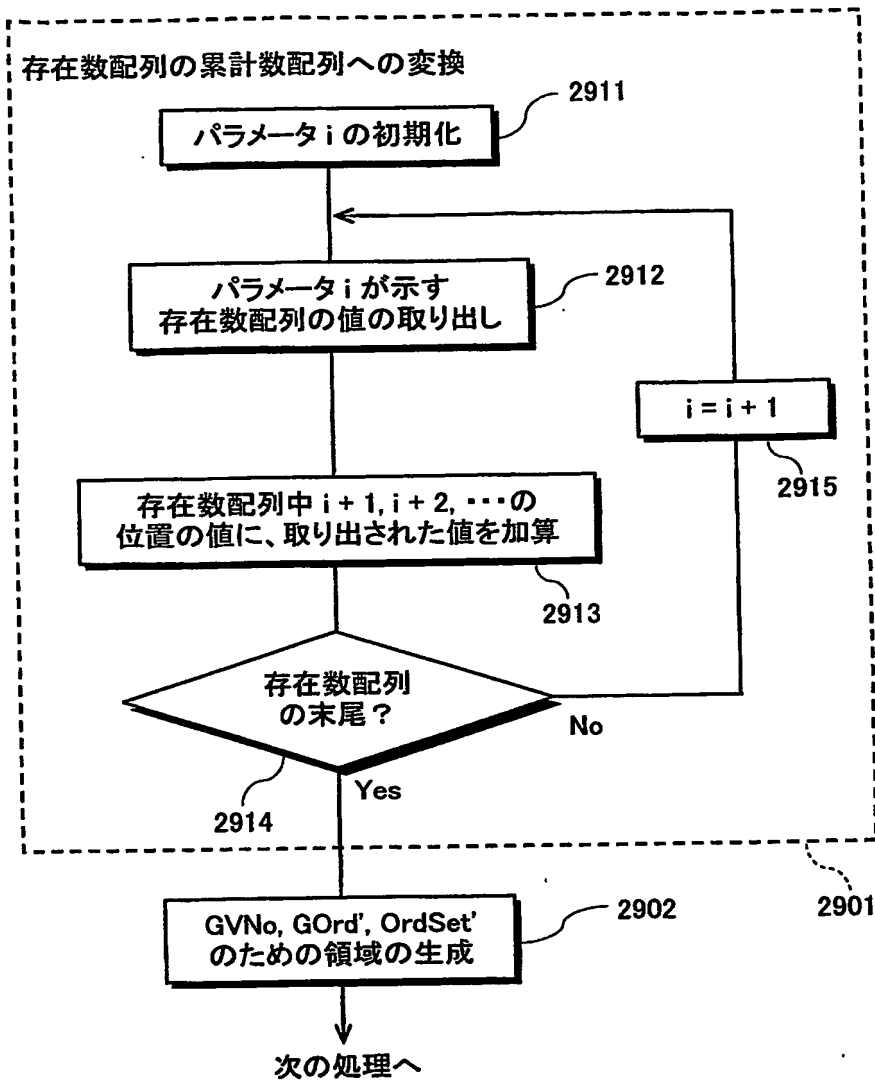 存在数配列の累計数配列への変換
2911
パラメータ i の初期化
2912
パラメータ i が示す
存在数配列の値の取り出し
i = i + 1
2915
存在数配列中 i + 1, i + 2, ・・・の
位置の値に、取り出された値を加算
2913
存在数配列
の末尾？
No
Yes
2914
2901
2902
GVNo, GOrd', OrdSet'
のための領域の生成
次の処理へ